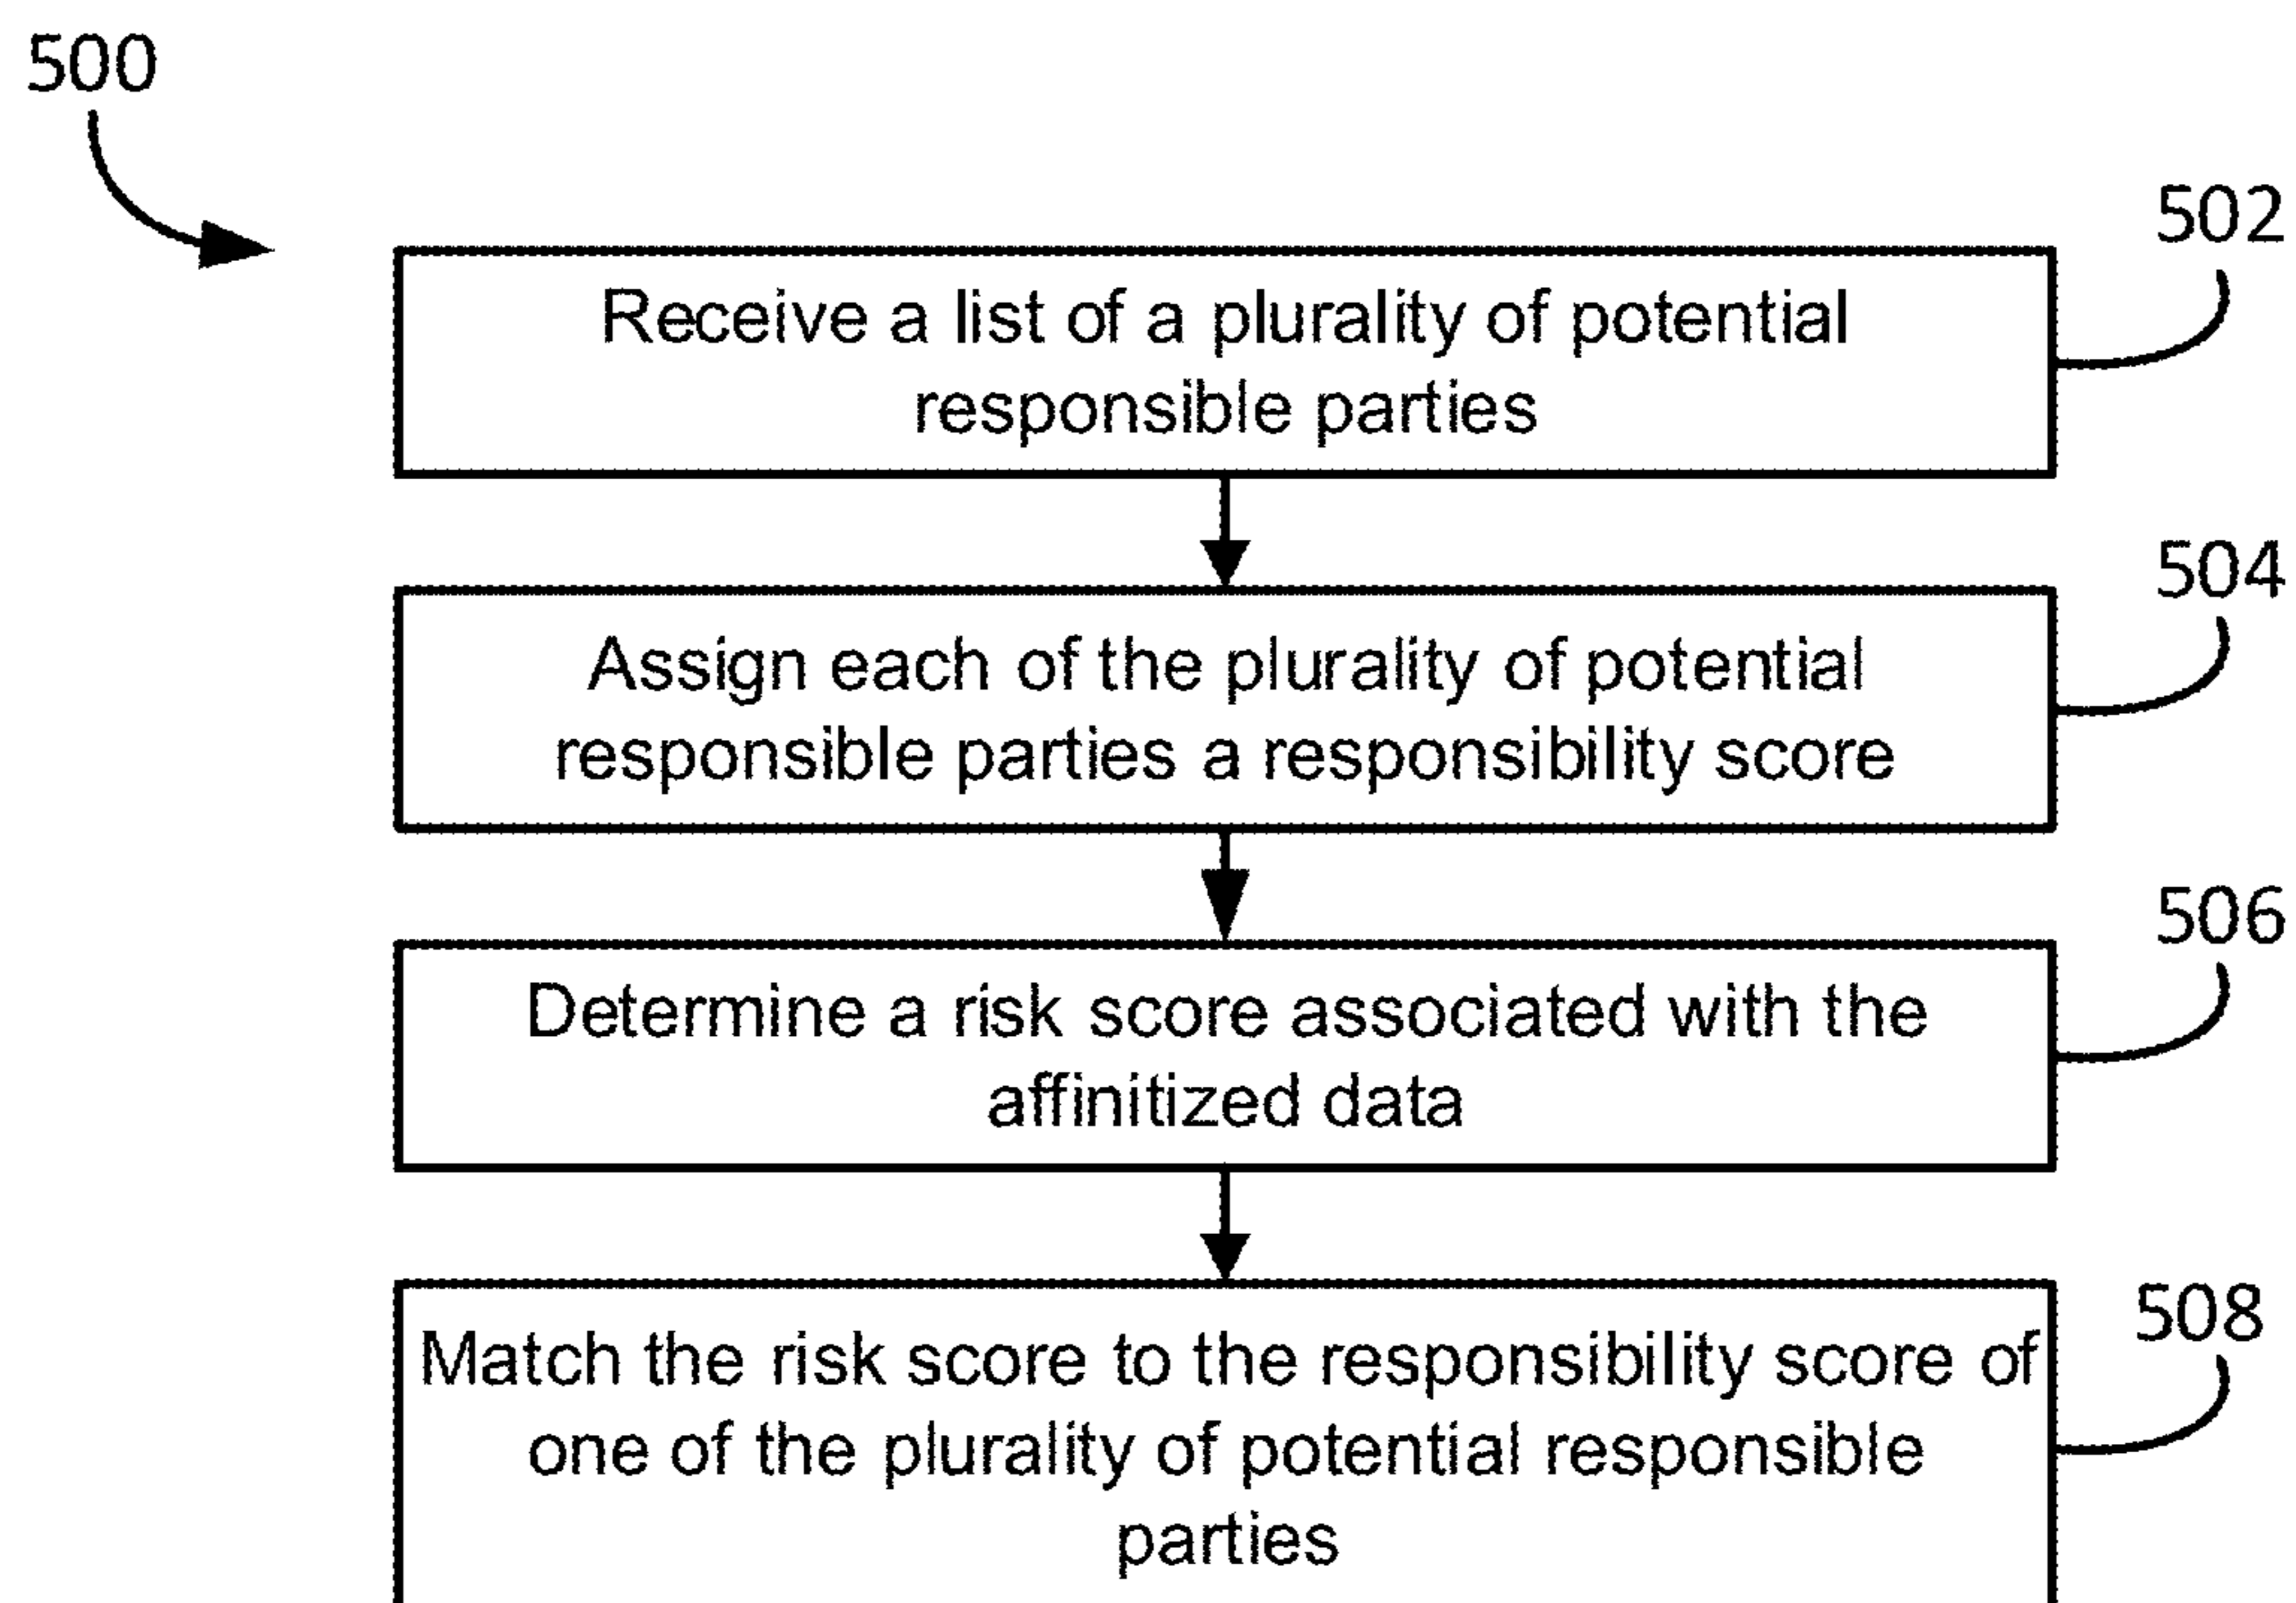 500
502
Receive a list of a plurality of potential
responsible parties
504
Assign each of the plurality of potential
responsible parties a responsibility score
506
Determine a risk score associated with the
affinitized data
508
Match the risk score to the responsibility score of
one of the plurality of potential responsible
parties